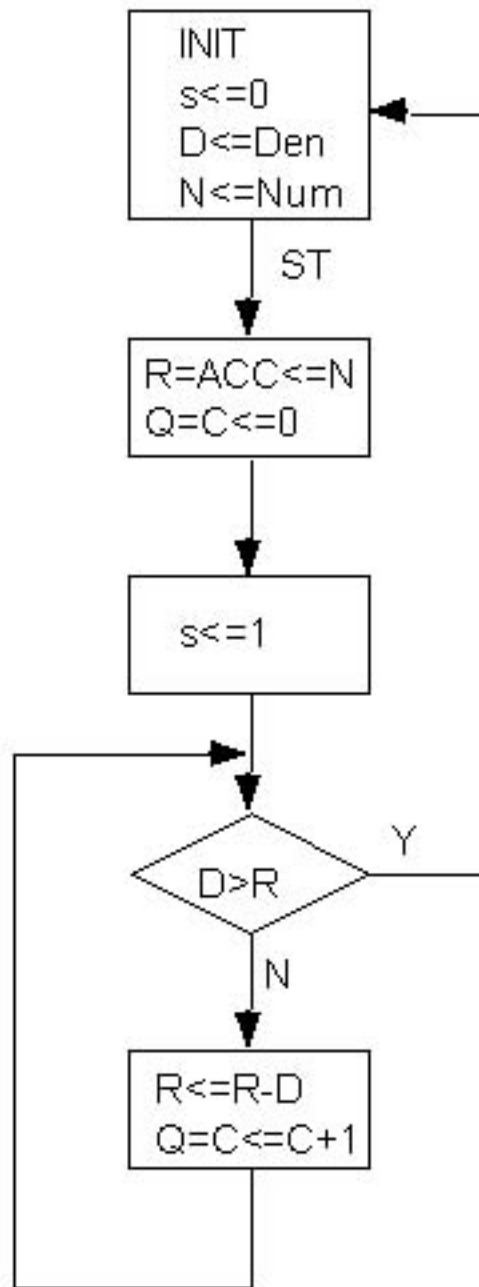 INIT
s<=0
D<=Den
N<=Num
ST
R=ACC<=N
Q=C<=0
s<=1
D>R
Y
N
R<=R-D
Q=C<=C+1